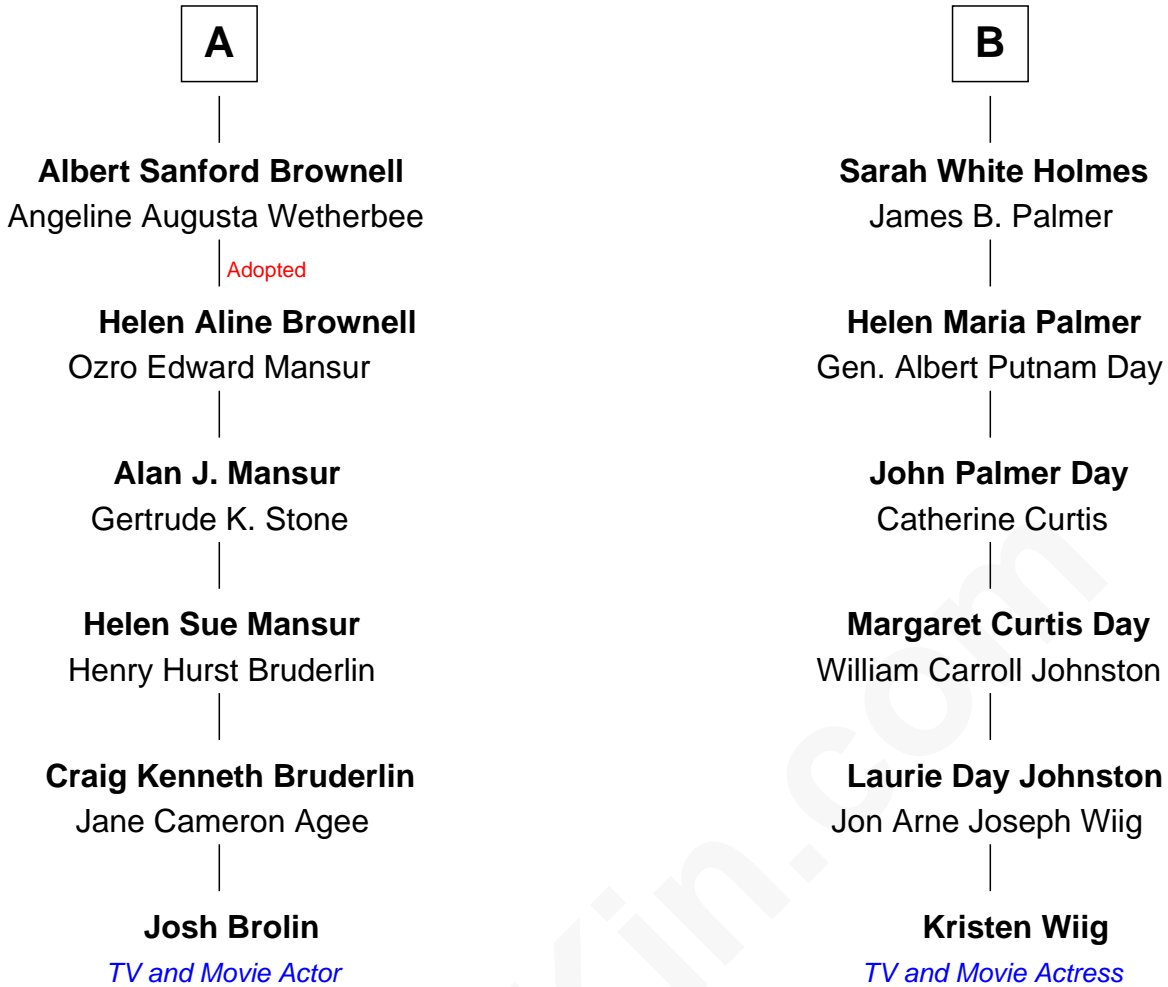 A
Albert Sanford Brownell
Angeline Augusta Wetherbee
Adopted
Helen Aline Brownell
Ozro Edward Mansur
Alan J. Mansur
Gertrude K. Stone
Helen Sue Mansur
Henry Hurst Bruderlin
Craig Kenneth Bruderlin
Jane Cameron Agee
Josh Brolin
TV and Movie Actor
B
Sarah White Holmes
James B. Palmer
Helen Maria Palmer
Gen. Albert Putnam Day
John Palmer Day
Catherine Curtis
Margaret Curtis Day
William Carroll Johnston
Laurie Day Johnston
Jon Arne Joseph Wiig
Kristen Wiig
TV and Movie Actress